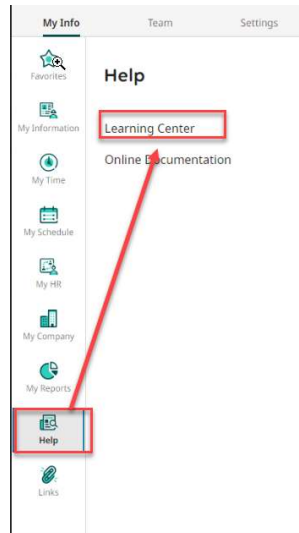 My Info
Team
Settings
Favorites
Help
My Information
Learning Center
Online Documentation
My Time
My Schedule
My HR
My Company
My Reports
Help
Links